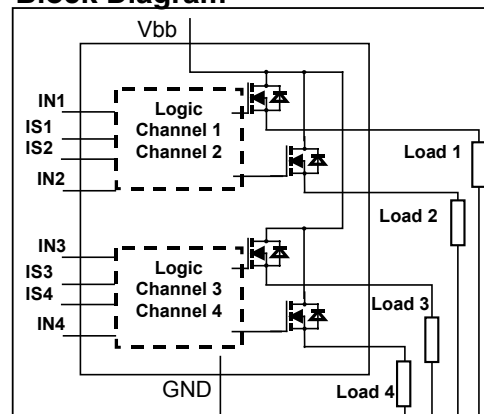 Block Diagram
Vbb
IN1
IS1
IS2
IN2
Logic
Channel 1
Channel 2
Load 1
Load 2
IN3
IS3
IS4
IN4
Logic
Channel 3
Channel 4
Load 3
Load 4
GND